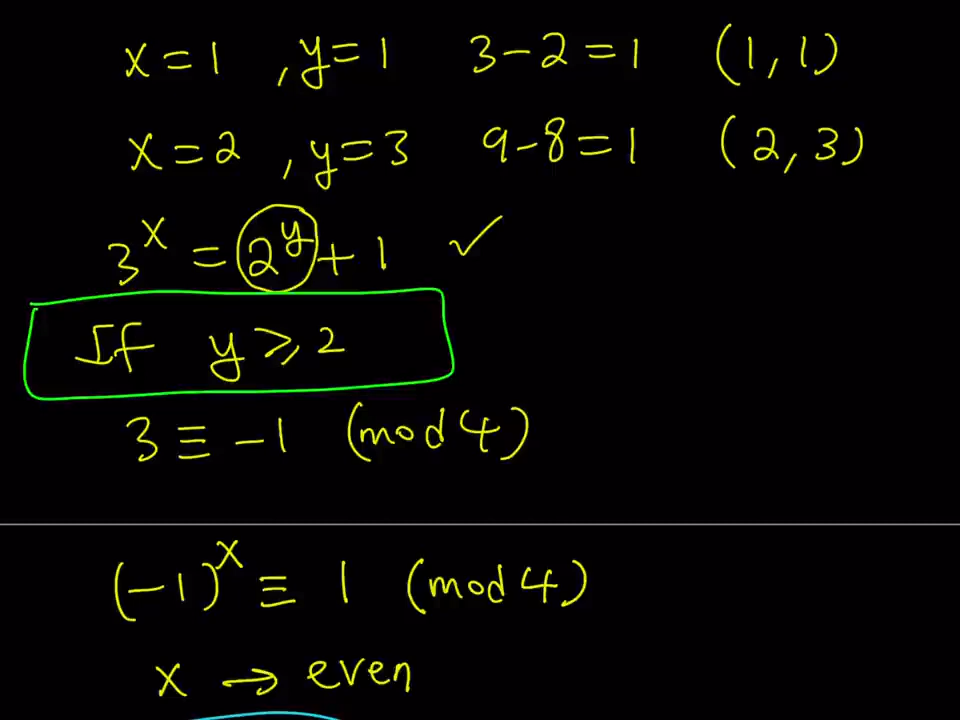 x = 1 , y = 1 3 - 2 = 1 (1, 1)
x = 2 , y = 3 9 - 8 = 1 (2, 3)
3^x = 2^y + 1 ✓
If y ⩾ 2
3 ≡ -1 (mod 4)
(-1)^x ≡ 1 (mod 4)
x → even